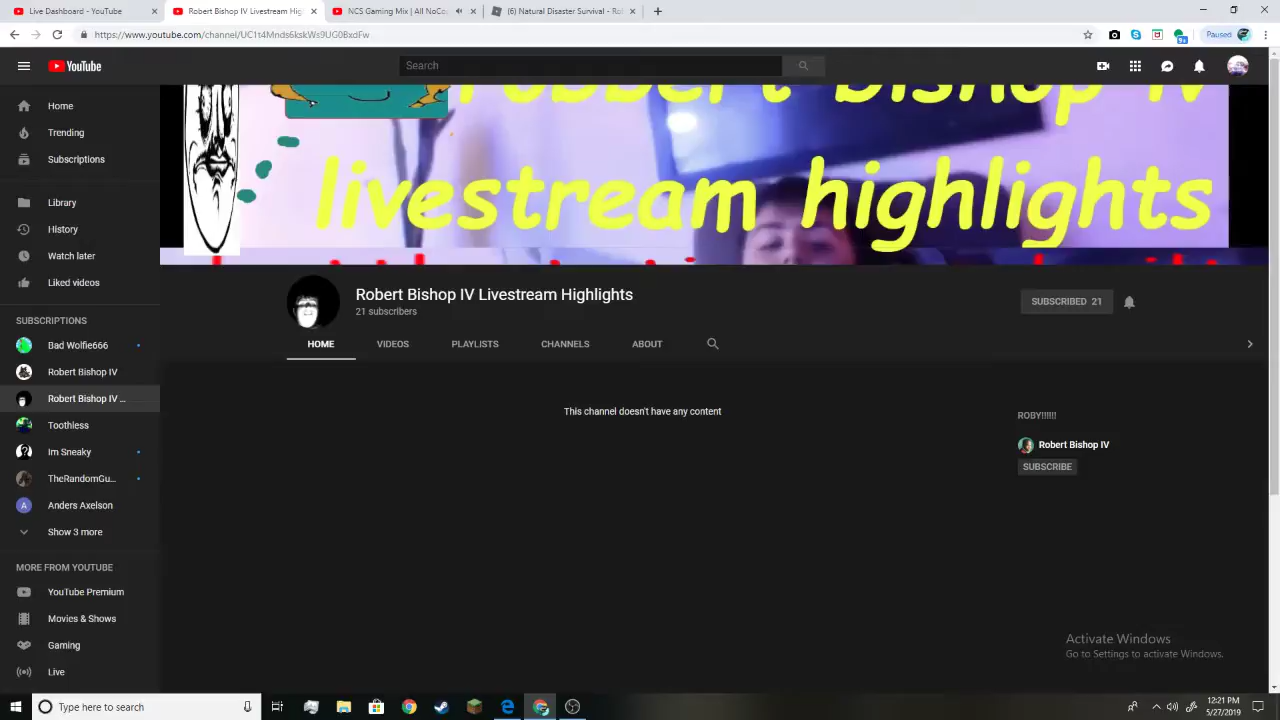 Live Dashboard - YouTube
Robert Bishop IV Livestream Hig
NCS Gaming Mix | All NoCo
(6) Natural Disaster Survival - Ro
https://www.youtube.com/channel/UC1t4Mnds6kskWs9UG0BxdFw
Paused
YouTube
Search
Home
Trending
Subscriptions
Library
History
Watch later
Liked videos
SUBSCRIPTIONS
Bad Wolfie666
Robert Bishop IV
Robert Bishop IV ...
Toothless
Im Sneaky
TheRandomGu...
Anders Axelson
Show 3 more
MORE FROM YOUTUBE
YouTube Premium
Movies & Shows
Gaming
Live
robbert bishop iv
livestream highlights
Robert Bishop IV Livestream Highlights
21 subscribers
SUBSCRIBED 21
HOME
VIDEOS
PLAYLISTS
CHANNELS
ABOUT
This channel doesn't have any content
ROBY!!!!!!
Robert Bishop IV
SUBSCRIBE
Activate Windows
Go to Settings to activate Windows.
Type here to search
12:21 PM
5/27/2019